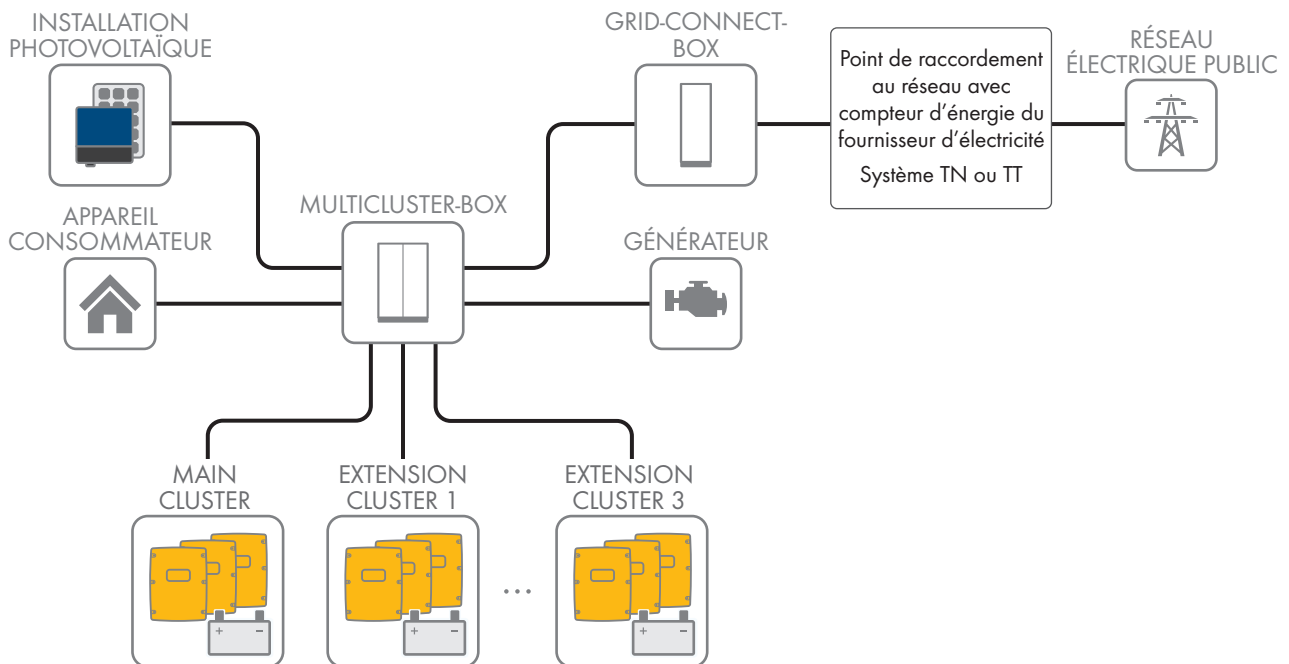 INSTALLATION
PHOTOVOLTAÏQUE
GRID-CONNECT-
BOX
Point de raccordement
au réseau avec
compteur d'énergie du
fournisseur d'électricité
Système TN ou TT
RÉSEAU
ÉLECTRIQUE PUBLIC
APPAREIL
CONSOMMATEUR
MULTICLUSTER-BOX
GÉNÉRATEUR
MAIN
CLUSTER
EXTENSION
CLUSTER 1
...
EXTENSION
CLUSTER 3
+ −
+ −
+ −